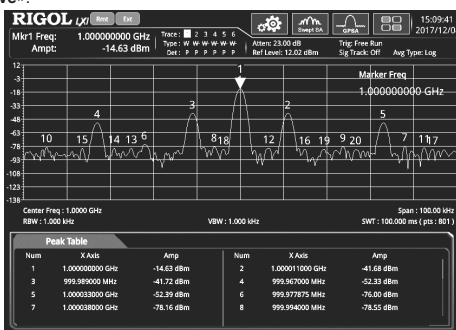 RIGOL LXI Rmt Ext
15:09:41
2017/12/0
Mkr1 Freq: 1.000000000 GHz
Ampt: -14.63 dBm
Trace: 1 2 3 4 5 6
Type: W W W W W W
Det: P P P P P P
Swept SA
GPSA
Atten: 23.00 dB
Ref Level: 12.02 dBm
Trig: Free Run
Sig Track: Off
Avg Type: Log
12
-3
-18
-33
-48
-63
-78
-93
-108
-123
-138
Marker Freq
1.000000000 GHz
1
3
2
4
5
10
15
14
13
6
8
18
12
16
19
9
20
7
11
17
Center Freq : 1.0000 GHz
Span : 100.00 kHz
RBW : 1.000 kHz
VBW : 1.000 kHz
SWT : 100.000 ms ( pts : 801 )
Peak Table
Num X Axis Amp Num X Axis Amp
1 1.000000000 GHz -14.63 dBm 2 1.000011000 GHz -41.68 dBm
3 999.989000 MHz -41.72 dBm 4 999.967000 MHz -52.33 dBm
5 1.000033000 GHz -52.39 dBm 6 999.977875 MHz -76.00 dBm
7 1.000038000 GHz -78.16 dBm 8 999.994000 MHz -78.55 dBm